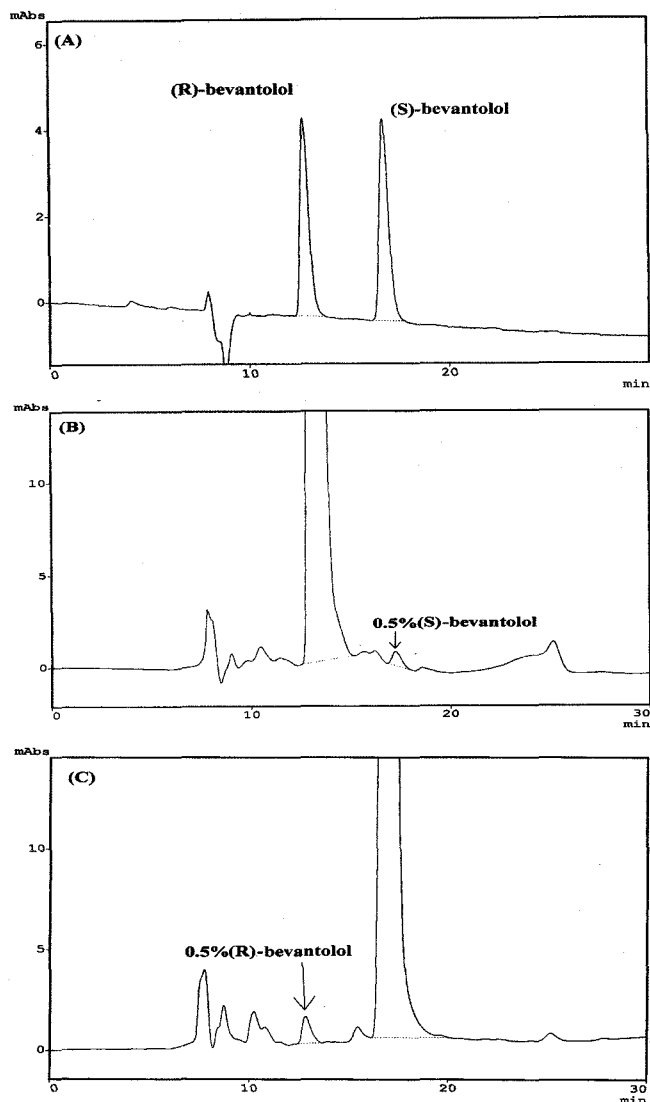 mAbs
(A)
6
(R)-bevantolol
(S)-bevantolol
4
2
0
0
10
20
min
mAbs
(B)
10
5
0.5%(S)-bevantolol
0
0
10
20
30
min
mAbs
(C)
10
5
0.5%(R)-bevantolol
0
0
10
20
30
min